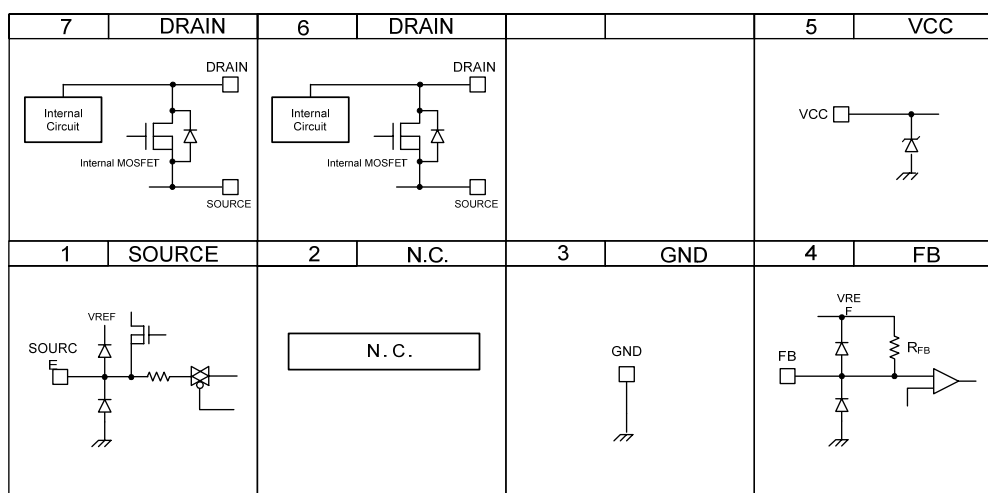 7 DRAIN 6 DRAIN 5 VCC
DRAIN
Internal
Circuit
Internal MOSFET
SOURCE
DRAIN
Internal
Circuit
Internal MOSFET
SOURCE
VCC
1 SOURCE 2 N.C. 3 GND 4 FB
VREF
SOURC
E
N.C.
GND
VRE
F
RFB
FB